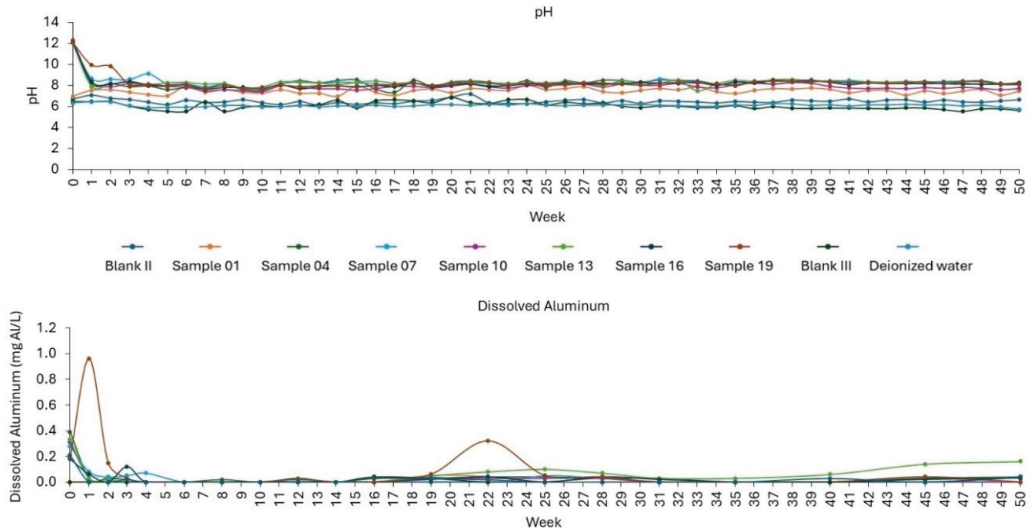 pH
14
12
10
8
6
4
2
0
pH
0 1 2 3 4 5 6 7 8 9 10 11 12 13 14 15 16 17 18 19 20 21 22 23 24 25 26 27 28 29 30 31 32 33 34 35 36 37 38 39 40 41 42 43 44 45 46 47 48 49 50
Week
Blank II Sample 01 Sample 04 Sample 07 Sample 10 Sample 13 Sample 16 Sample 19 Blank III Deionized water
Dissolved Aluminum
1.2
1.0
0.8
0.6
0.4
0.2
0.0
Dissolved Aluminum (mg Al/L)
0 1 2 3 4 5 6 7 8 9 10 11 12 13 14 15 16 17 18 19 20 21 22 23 24 25 26 27 28 29 30 31 32 33 34 35 36 37 38 39 40 41 42 43 44 45 46 47 48 49 50
Week